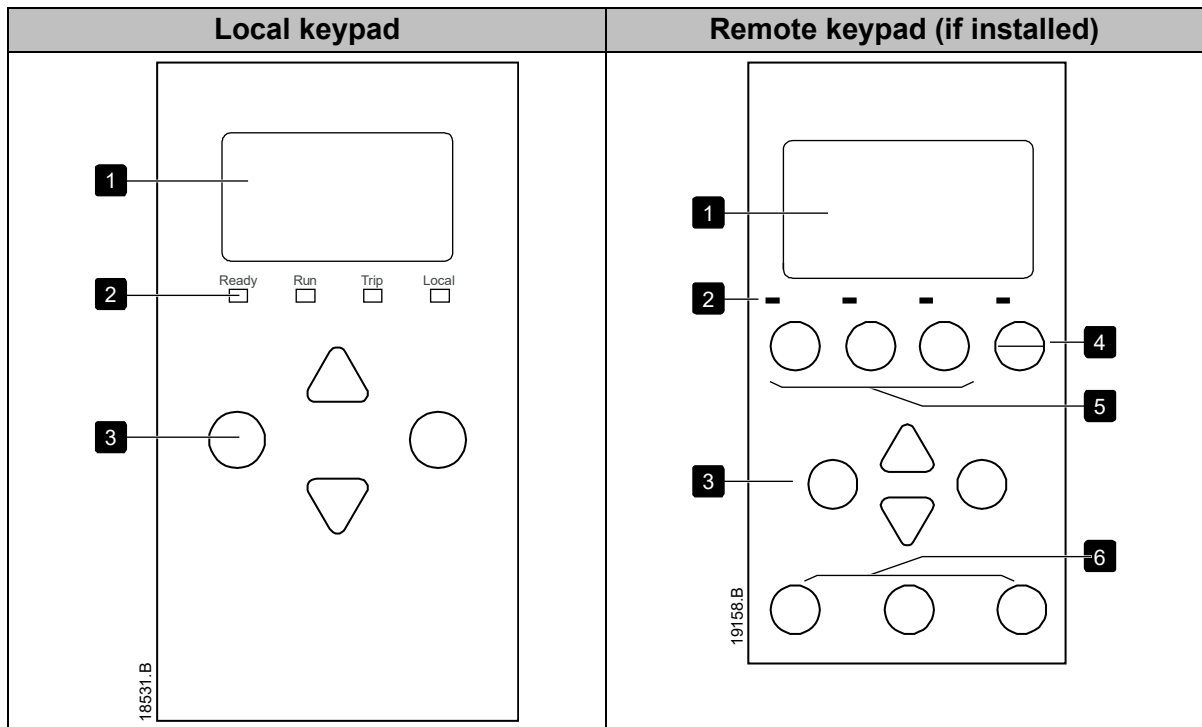 Local keypad
Remote keypad (if installed)
1
2
Ready Run Trip Local
3
18531.B
1
2
4
5
3
6
19158.B